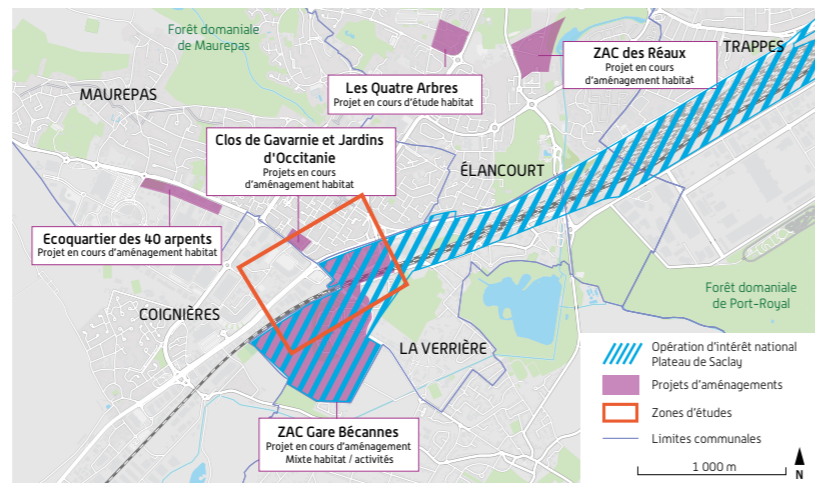 Forêt domaniale
de Maurepas
MAUREPAS
TRAPPES
ZAC des Réaux
Projet en cours
d'aménagement habitat
Les Quatre Arbres
Projet en cours d'étude habitat
Clos de Gavarnie et Jardins
d'Occitanie
Projets en cours
d'aménagement habitat
ÉLANCOURT
Ecoquartier des 40 arpents
Projet en cours d'aménagement habitat
Forêt domaniale
de Port-Royal
COIGNIÈRES
LA VERRIÈRE
ZAC Gare Bécannes
Projet en cours d'aménagement
Mixte habitat / activités
Opération d'intérêt national
Plateau de Saclay
Projets d'aménagements
Zones d'études
Limites communales
1 000 m
N